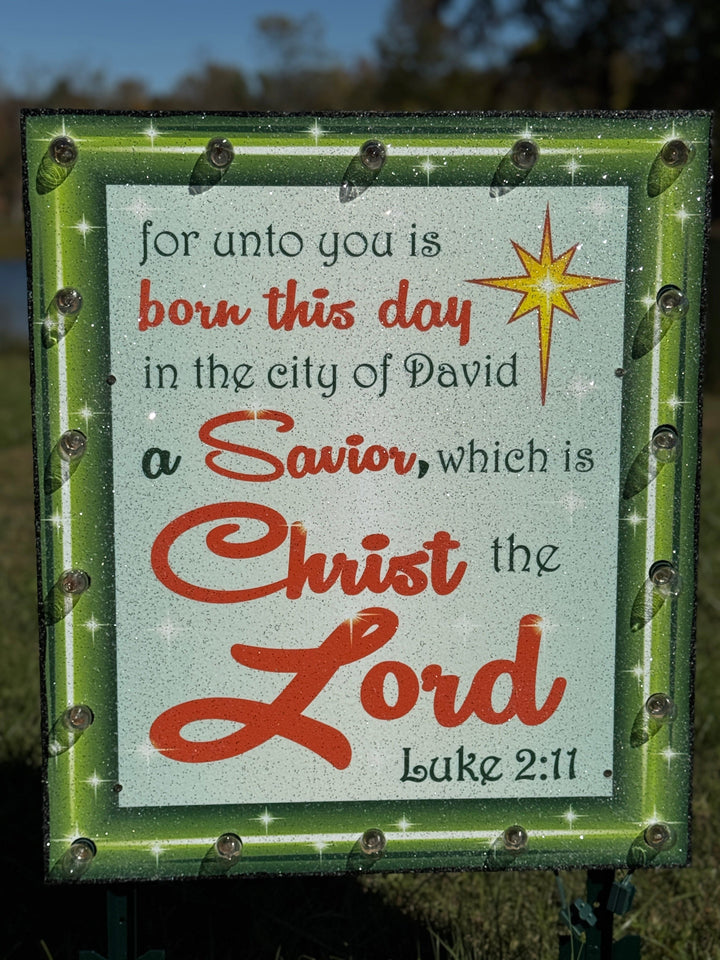 for unto you is
born this day
in the city of David
a Savior, which is
Christ the
Lord
Luke 2:11